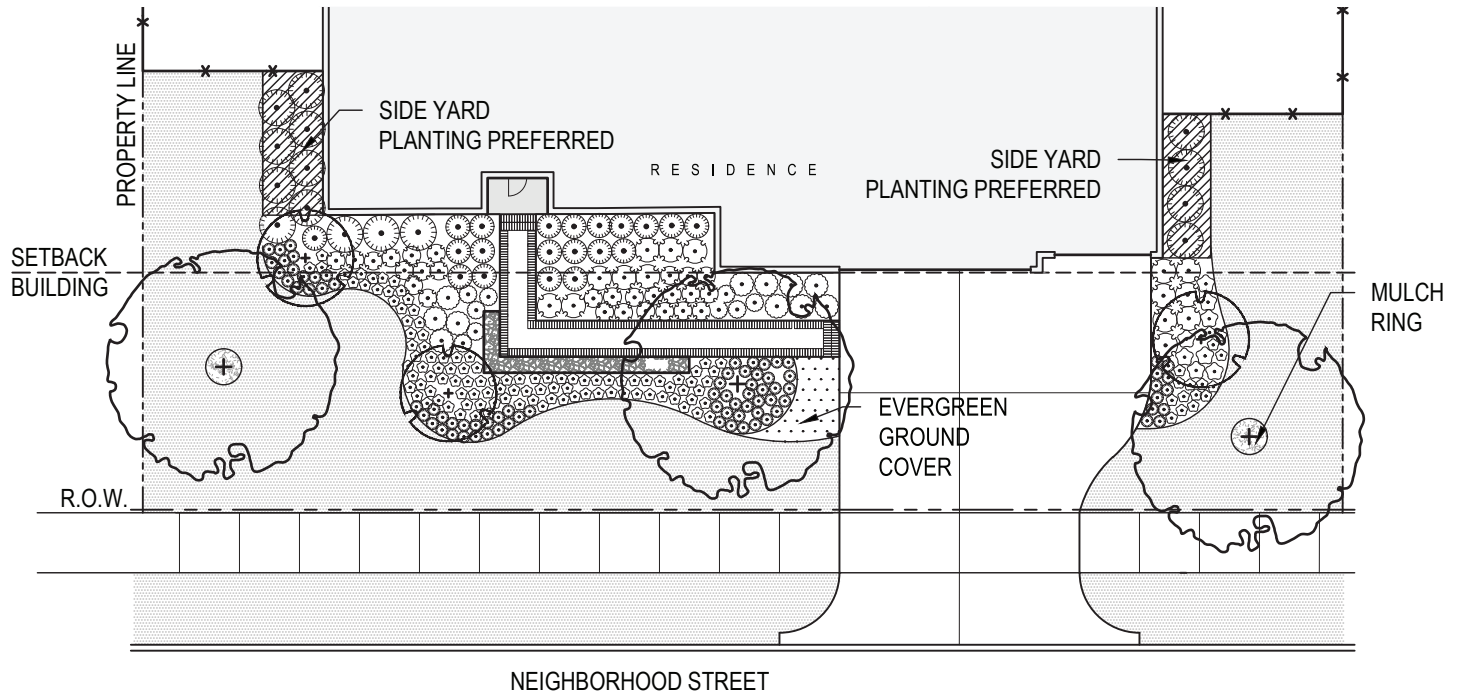 PROPERTY LINE
SIDE YARD
PLANTING PREFERRED
RESIDENCE
SIDE YARD
PLANTING PREFERRED
SETBACK
BUILDING
MULCH
RING
EVERGREEN
GROUND
COVER
R.O.W.
NEIGHBORHOOD STREET